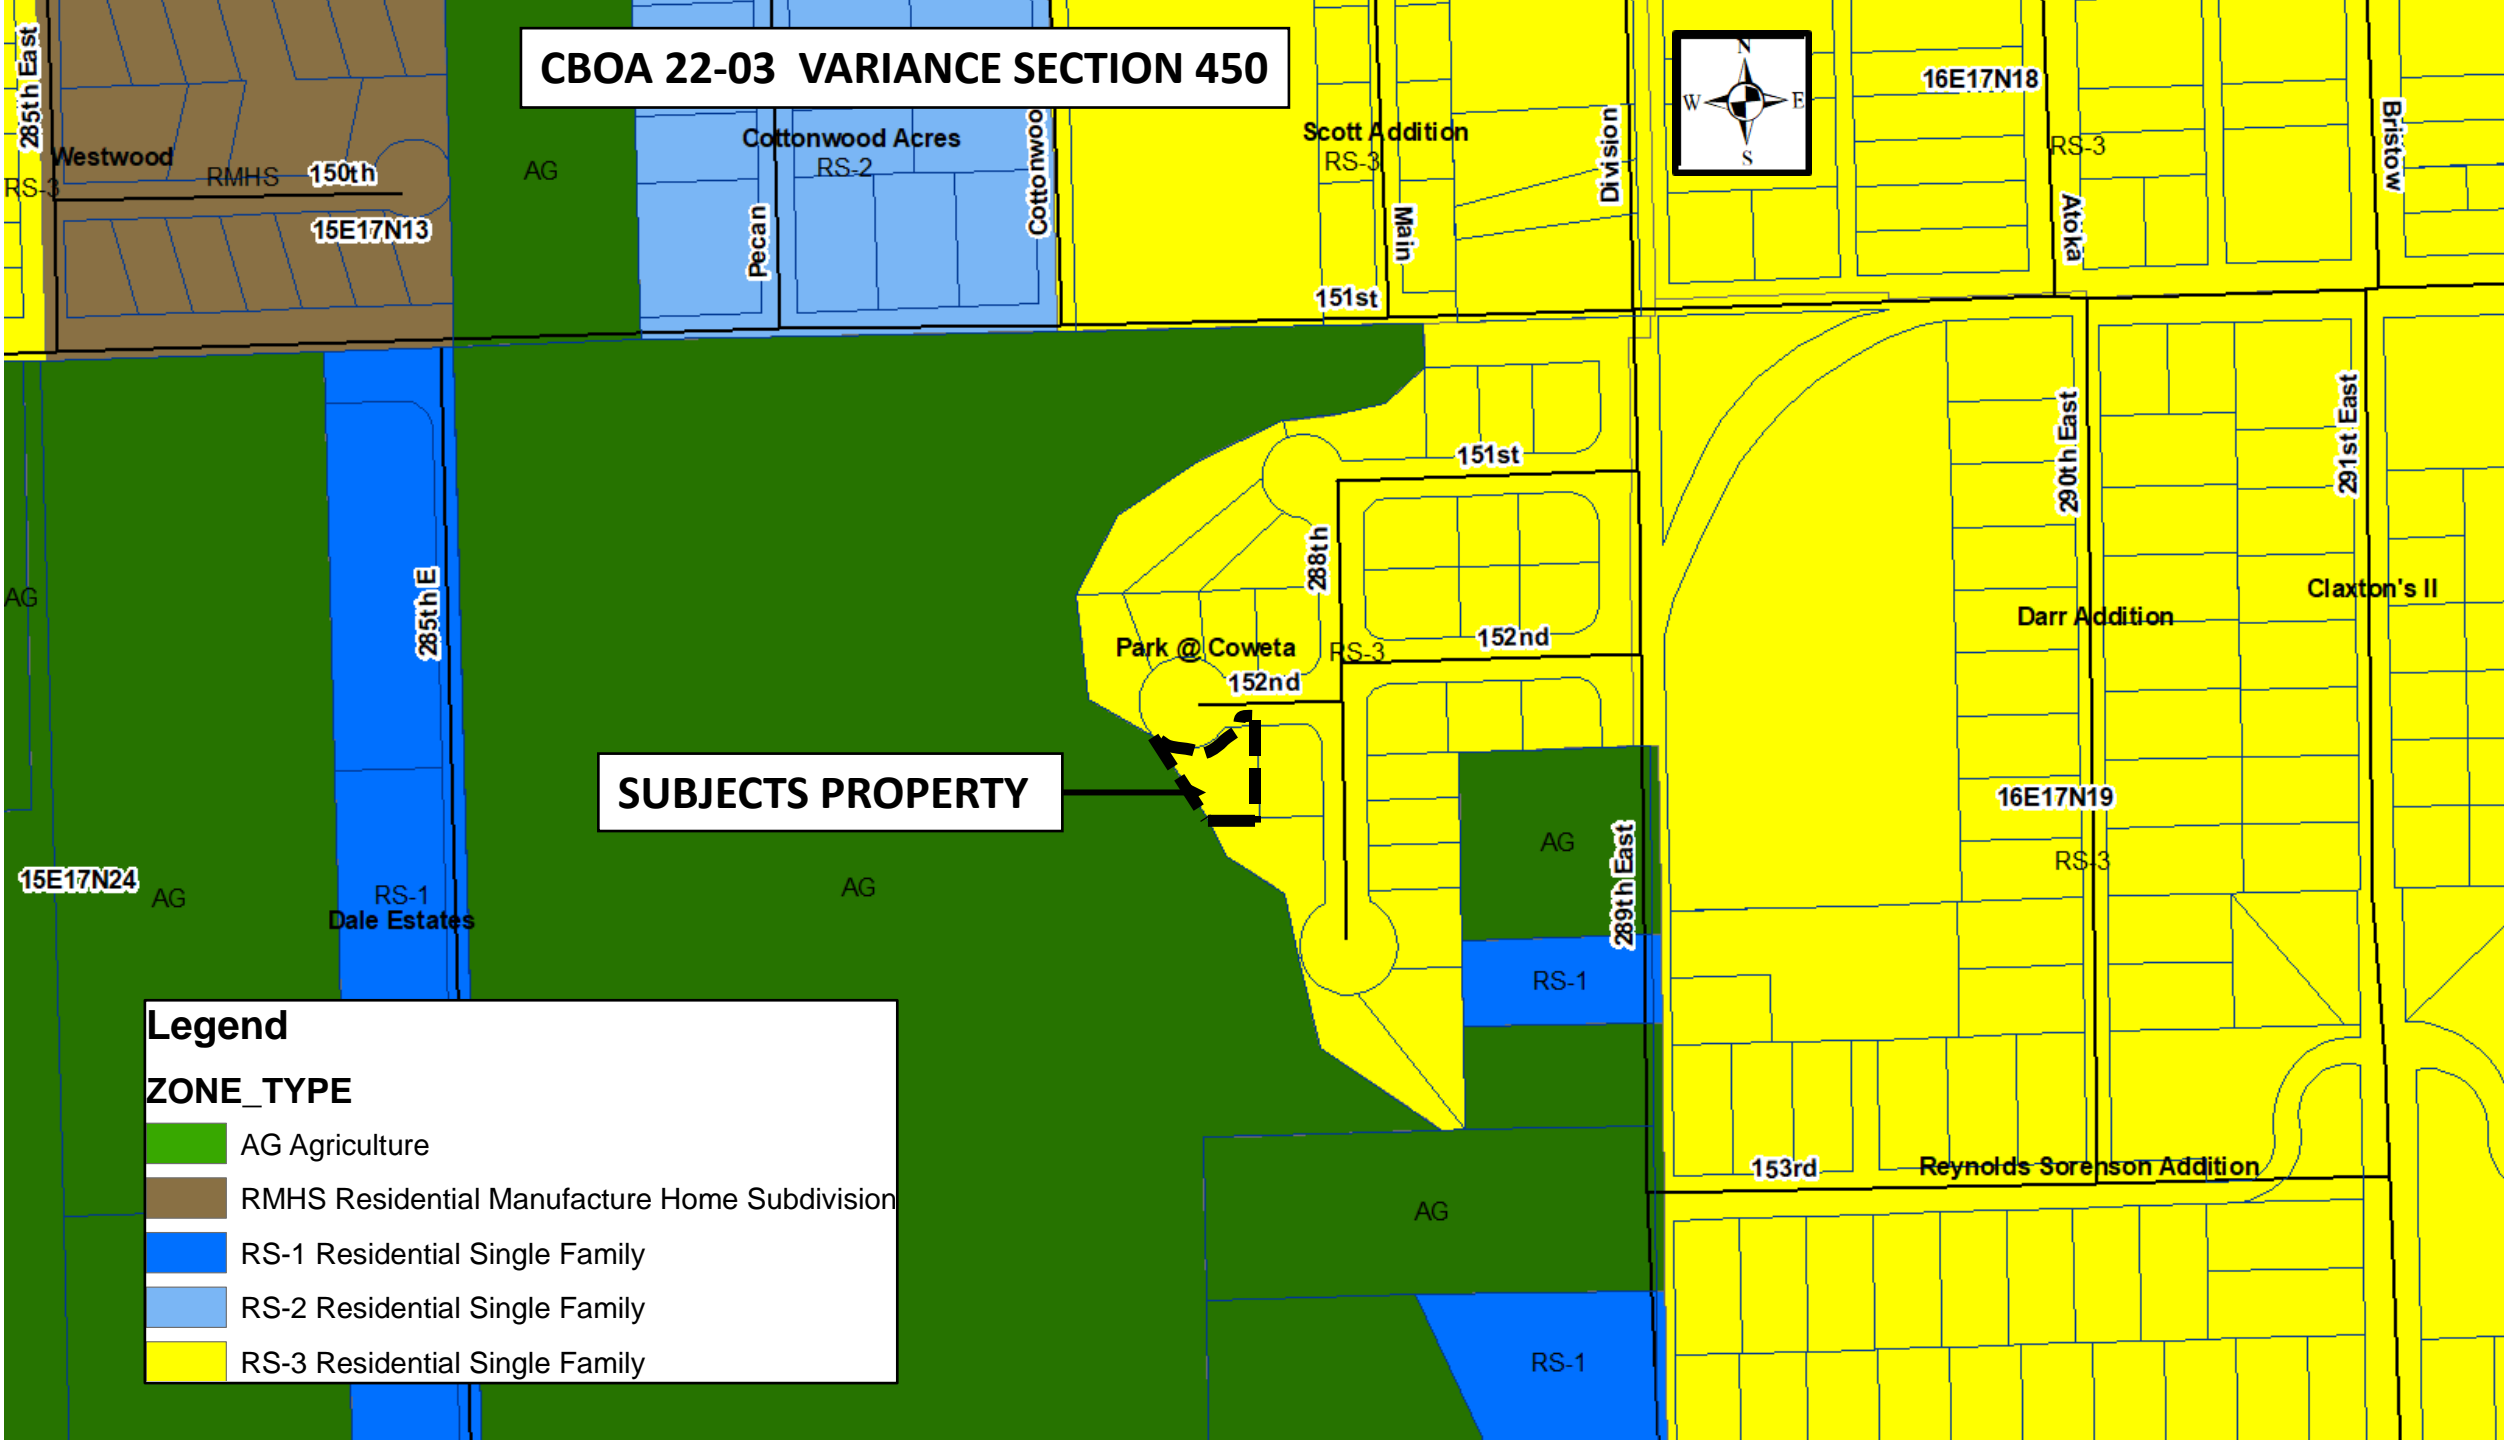 CBOA 22-03 VARIANCE SECTION 450
N
W
E
S
285th East
Westwood
RS-3
RMHS
150th
15E17N13
AG
Cottonwood Acres
RS-2
Pecan
Cottonwoo
Scott Addition
RS-3
Main
151st
Division
16E17N18
RS-3
Atoka
Bristow
AG
285th E
151st
288th
152nd
RS-3
Park @ Coweta
152nd
290th East
291st East
Claxton's II
Darr Addition
SUBJECTS PROPERTY
16E17N19
RS-3
AG
289th East
15E17N24
AG
RS-1
Dale Estates
AG
RS-1
153rd
Reynolds Sorenson Addition
AG
RS-1
Legend
ZONE_TYPE
AG Agriculture
RMHS Residential Manufacture Home Subdivision
RS-1 Residential Single Family
RS-2 Residential Single Family
RS-3 Residential Single Family